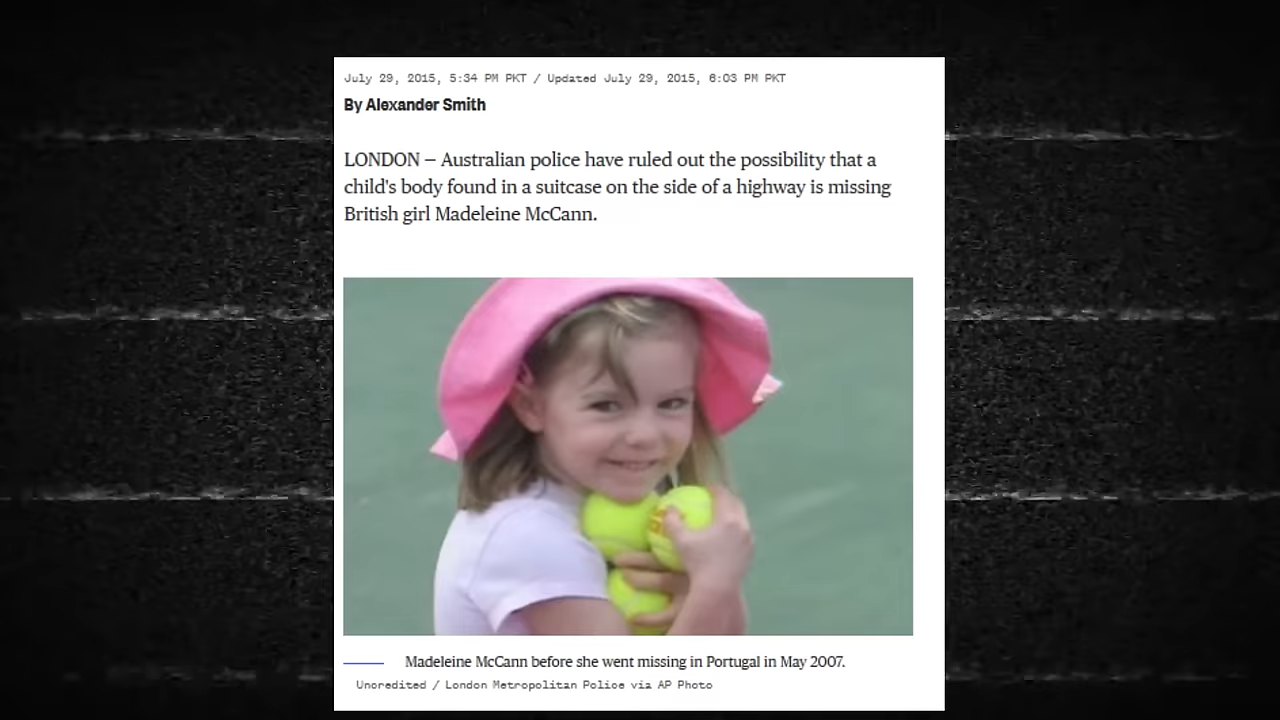 July 29, 2015, 5:34 PM PKT / Updated July 29, 2015, 6:03 PM PKT
By Alexander Smith
LONDON — Australian police have ruled out the possibility that a
child's body found in a suitcase on the side of a highway is missing
British girl Madeleine McCann.
Madeleine McCann before she went missing in Portugal in May 2007.
Unoredited / London Metropolitan Police via AP Photo